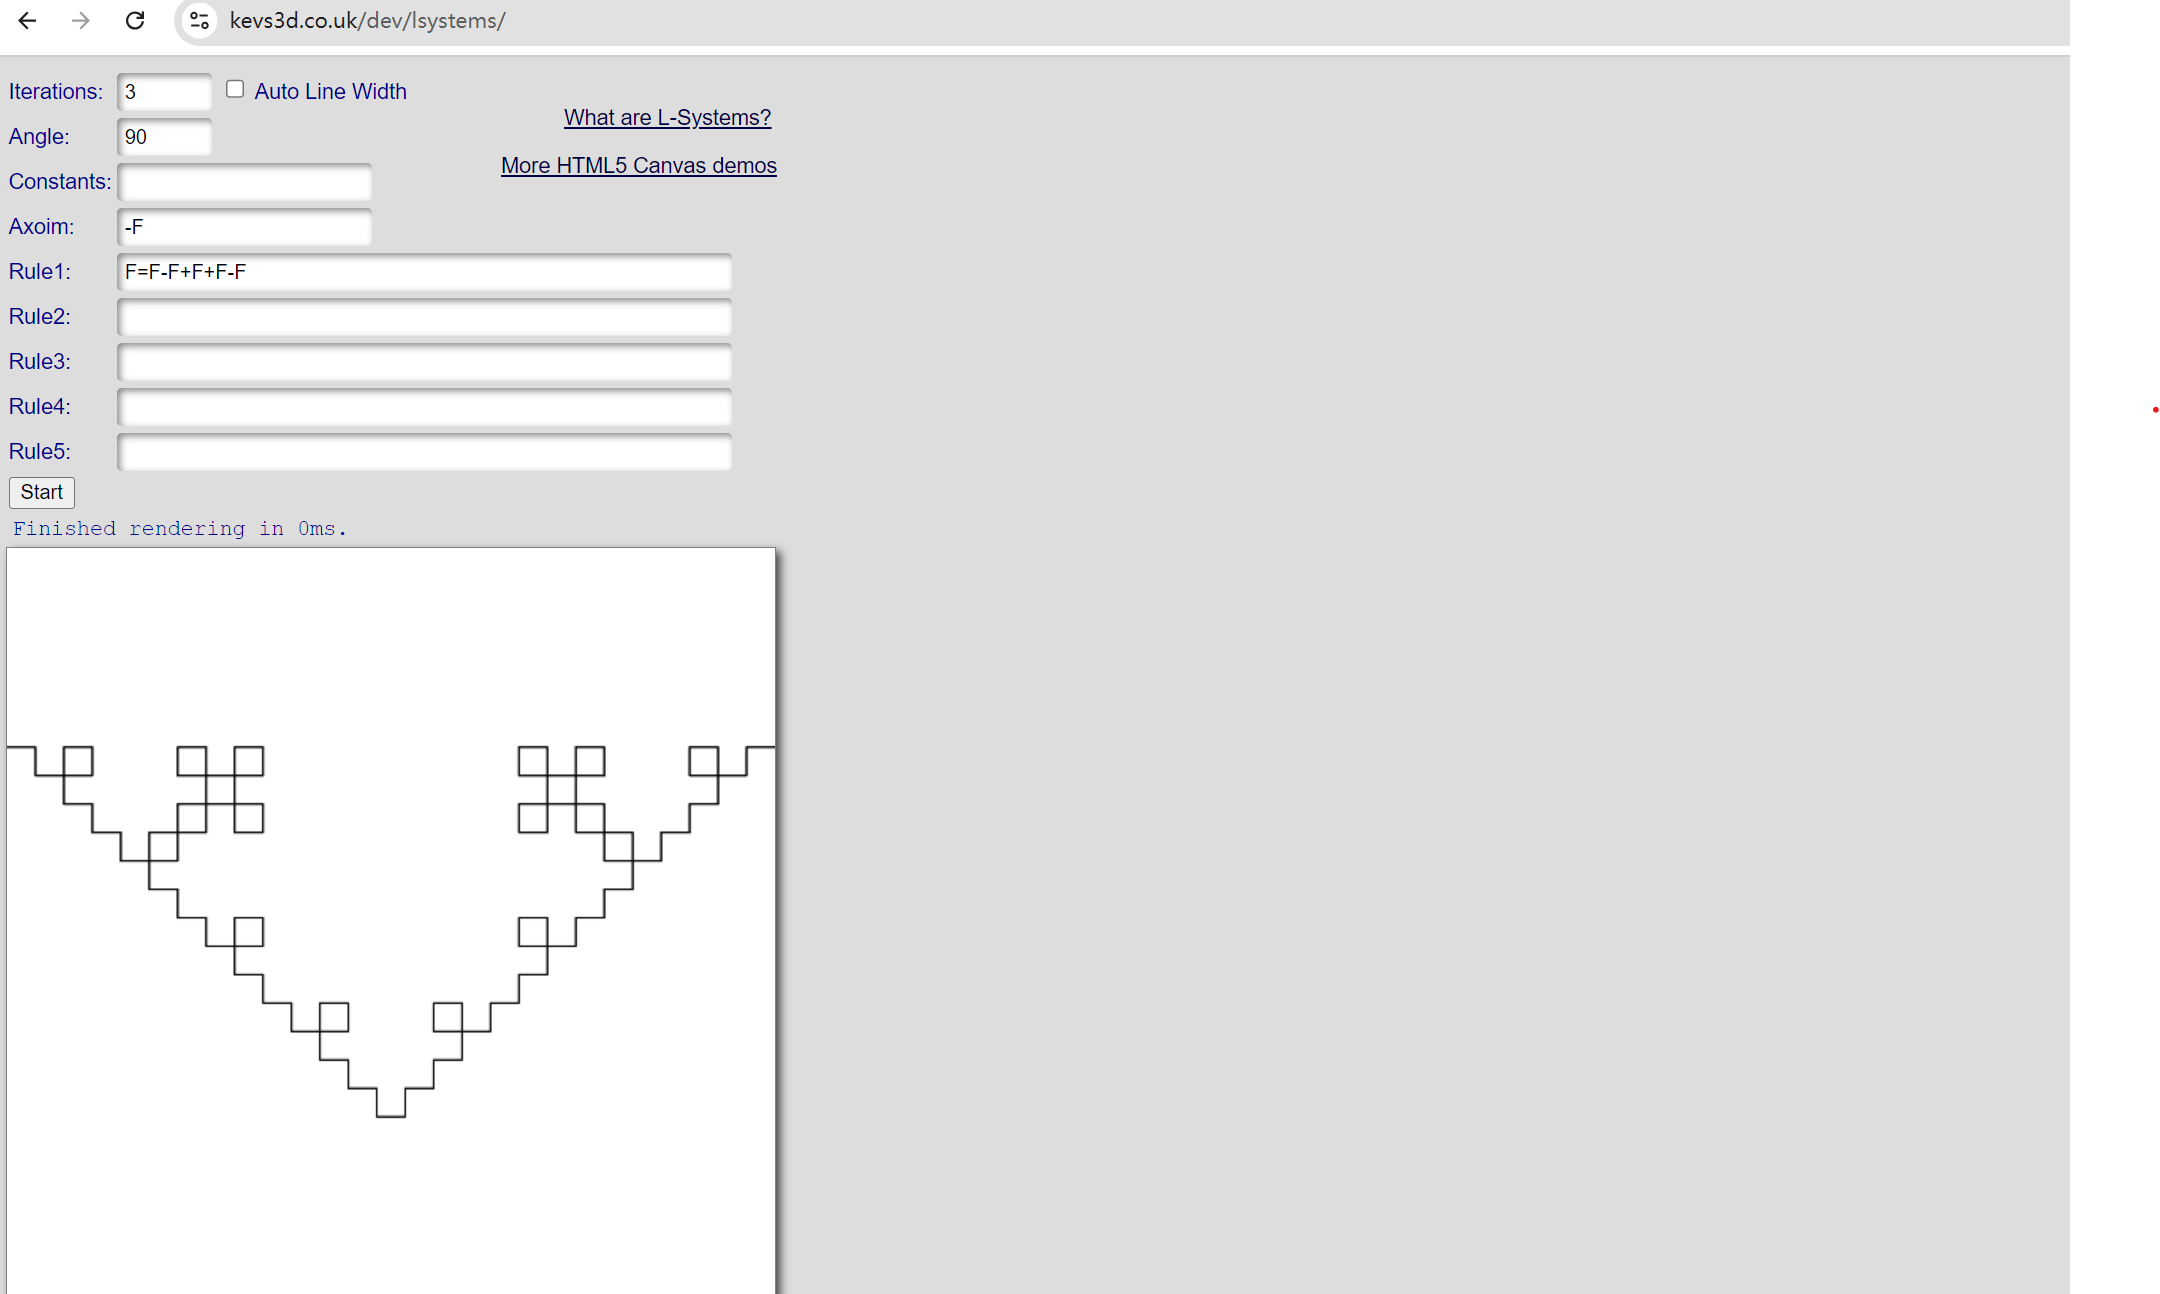 kevs3d.co.uk/dev/lsystems/
Iterations: 3 Auto Line Width
What are L-Systems?
Angle: 90
More HTML5 Canvas demos
Constants:
Axoim: -F
Rule1: F=F-F+F+F-F
Rule2:
Rule3:
Rule4:
Rule5:
Start
Finished rendering in 0ms.